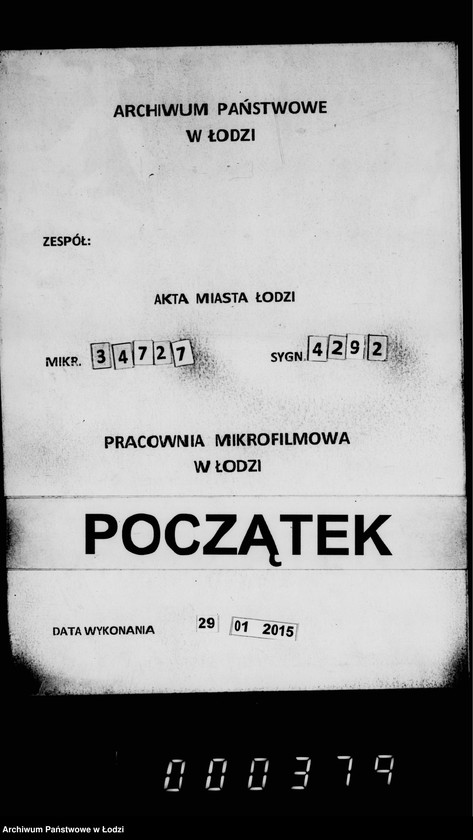 ARCHIWUM PAŃSTWOWE
W ŁODZI
ZESPÓŁ:
AKTA MIASTA ŁODZI
MIKR. 34727 SYGN. 4292
PRACOWNIA MIKROFILMOWA
W ŁODZI
POCZĄTEK
DATA WYKONANIA 29 01 2015
000379
Archiwum Państwowe w Łodzi